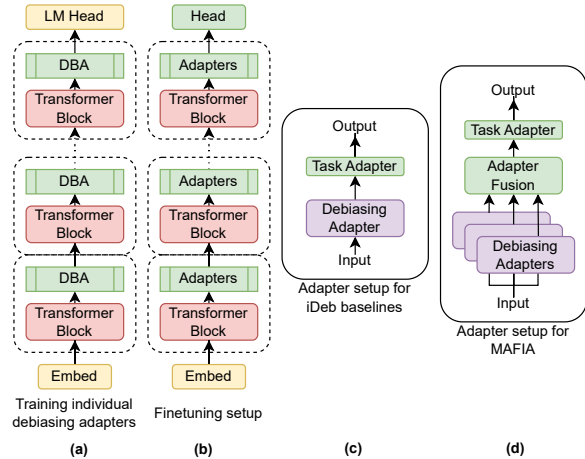 LM Head
DBA
Transformer
Block
DBA
Transformer
Block
DBA
Transformer
Block
Embed
Training individual
debiasing adapters
(a)
Head
Adapters
Transformer
Block
Adapters
Transformer
Block
Adapters
Transformer
Block
Embed
Finetuning setup
(b)
Output
Task Adapter
Debiasing
Adapter
Input
Adapter setup for
iDeb baselines
(c)
Output
Task Adapter
Adapter
Fusion
Debiasing
Adapters
Input
Adapter setup for
MAFIA
(d)